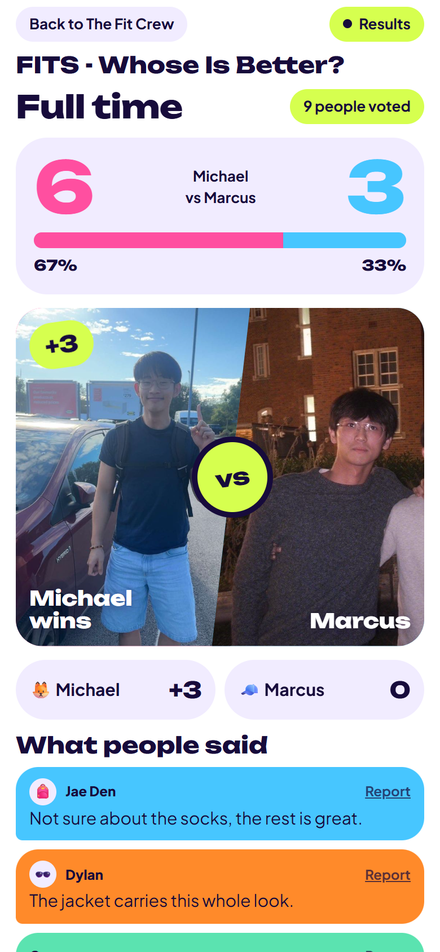 Back to The Fit Crew
Results
FITS - Whose Is Better?
Full time
9 people voted
6
Michael
vs Marcus
3
67%
33%
+3
vs
Michael
wins
Marcus
Michael
+3
Marcus
0
What people said
Jae Den
Report
Not sure about the socks, the rest is great.
Dylan
Report
The jacket carries this whole look.